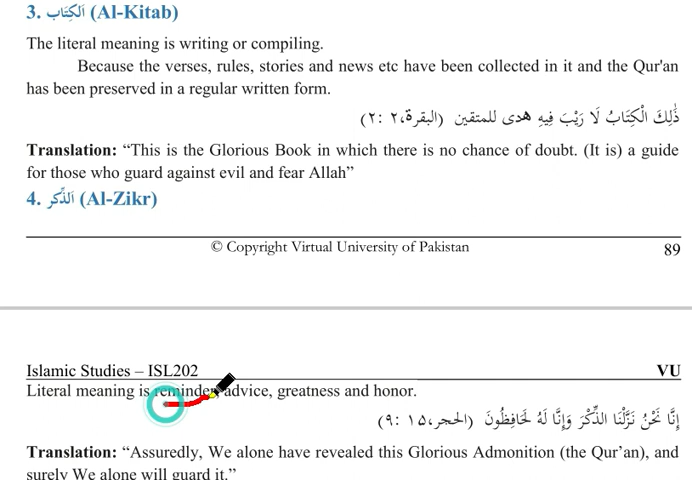 3. اَلْكِتَاب (Al-Kitab)
The literal meaning is writing or compiling.
Because the verses, rules, stories and news etc have been collected in it and the Qur'an
has been preserved in a regular written form.
ذَٰلِكَ الْكِتَابُ لَا رَيْبَ فِيهِ هدى للمتقين (البقرة،٢ :٢)
Translation: “This is the Glorious Book in which there is no chance of doubt. (It is) a guide
for those who guard against evil and fear Allah”
4. اَلذِّكر (Al-Zikr)
© Copyright Virtual University of Pakistan 89
Islamic Studies – ISL202 VU
Literal meaning is reminder, advice, greatness and honor.
إِنَّا نَحْنُ نَزَّلْنَا الذِّكْرَ وَإِنَّا لَهُ لَحَافِظُونَ (الحجر،١٥ :٩)
Translation: “Assuredly, We alone have revealed this Glorious Admonition (the Qur’an), and
surely We alone will guard it.”